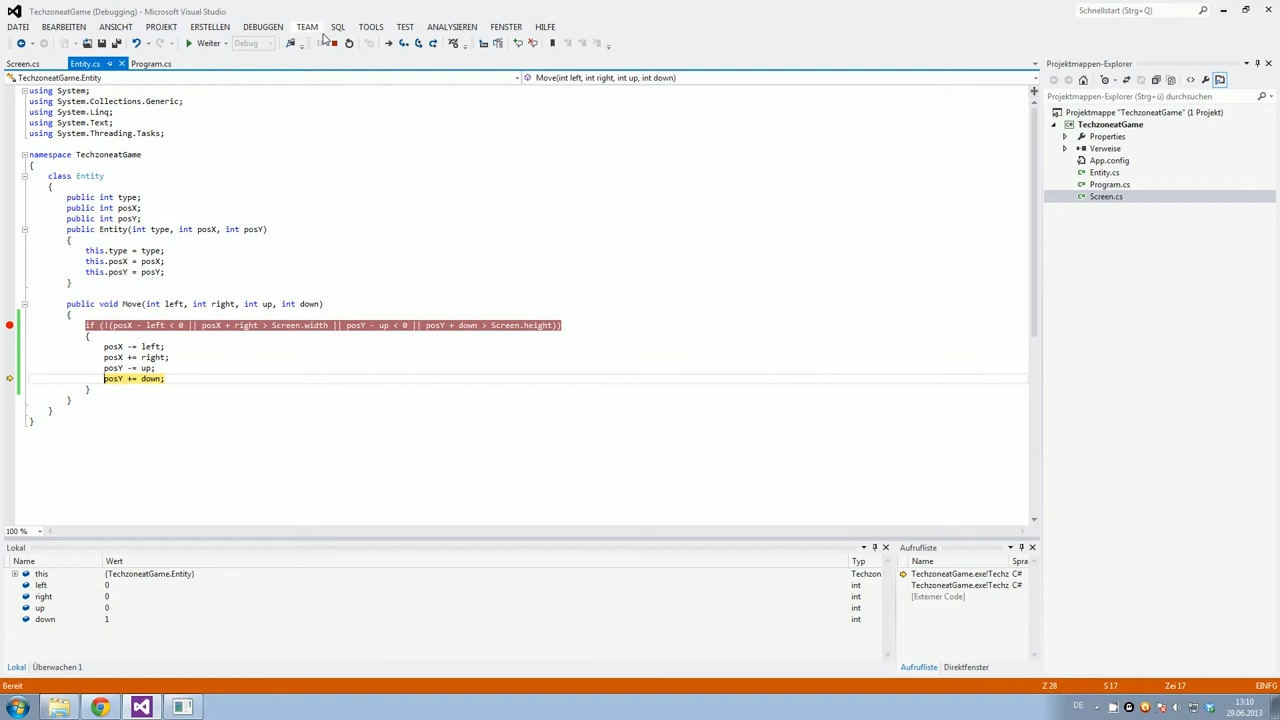 TechzoneatGame (Debugging) - Microsoft Visual Studio
Schnellstart (Strg+Q)
DATEI BEARBEITEN ANSICHT PROJEKT ERSTELLEN DEBUGGEN TEAM SQL TOOLS TEST ANALYSIEREN FENSTER HILFE
Weiter Debug
Screen.cs Entity.cs Program.cs
TechzoneatGame.Entity Move(int left, int right, int up, int down)
using System;
using System.Collections.Generic;
using System.Linq;
using System.Text;
using System.Threading.Tasks;
namespace TechzoneatGame
{
class Entity
{
public int type;
public int posX;
public int posY;
public Entity(int type, int posX, int posY)
{
this.type = type;
this.posX = posX;
this.posY = posY;
}
public void Move(int left, int right, int up, int down)
{
if (!(posX - left < 0 || posX + right > Screen.width || posY - up < 0 || posY + down > Screen.height))
{
posX -= left;
posX += right;
posY -= up;
posY += down;
}
}
}
}
100 %
Projektmappen-Explorer
Projektmappen-Explorer (Strg+ü) durchsuchen
Projektmappe "TechzoneatGame" (1 Projekt)
TechzoneatGame
Properties
Verweise
App.config
Entity.cs
Program.cs
Screen.cs
Lokal
Name Wert Typ
this {TechzoneatGame.Entity} Techzon
left 0 int
right 0 int
up 0 int
down 1 int
Lokal Überwachen 1
Aufrufliste
Name Spra
TechzoneatGame.exe!Techz C#
TechzoneatGame.exe!Techz C#
[Externer Code]
Aufrufliste Direktfenster
Bereit Z 28 S 17 Zei 17 EINFG
DE 13:10
29.06.2013